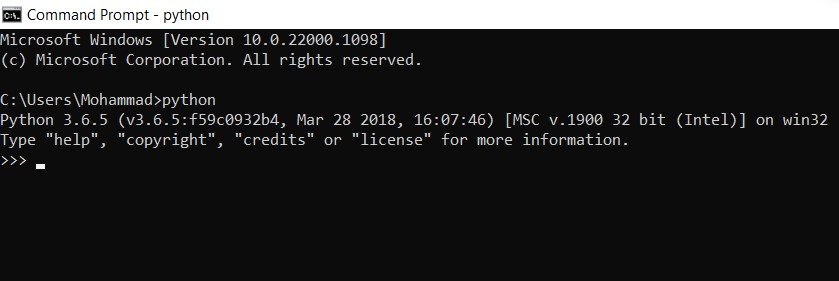 Command Prompt - python
Microsoft Windows [Version 10.0.22000.1098]
(c) Microsoft Corporation. All rights reserved.
C:\Users\Mohammad>python
Python 3.6.5 (v3.6.5:f59c0932b4, Mar 28 2018, 16:07:46) [MSC v.1900 32 bit (Intel)] on win32
Type "help", "copyright", "credits" or "license" for more information.
>>>